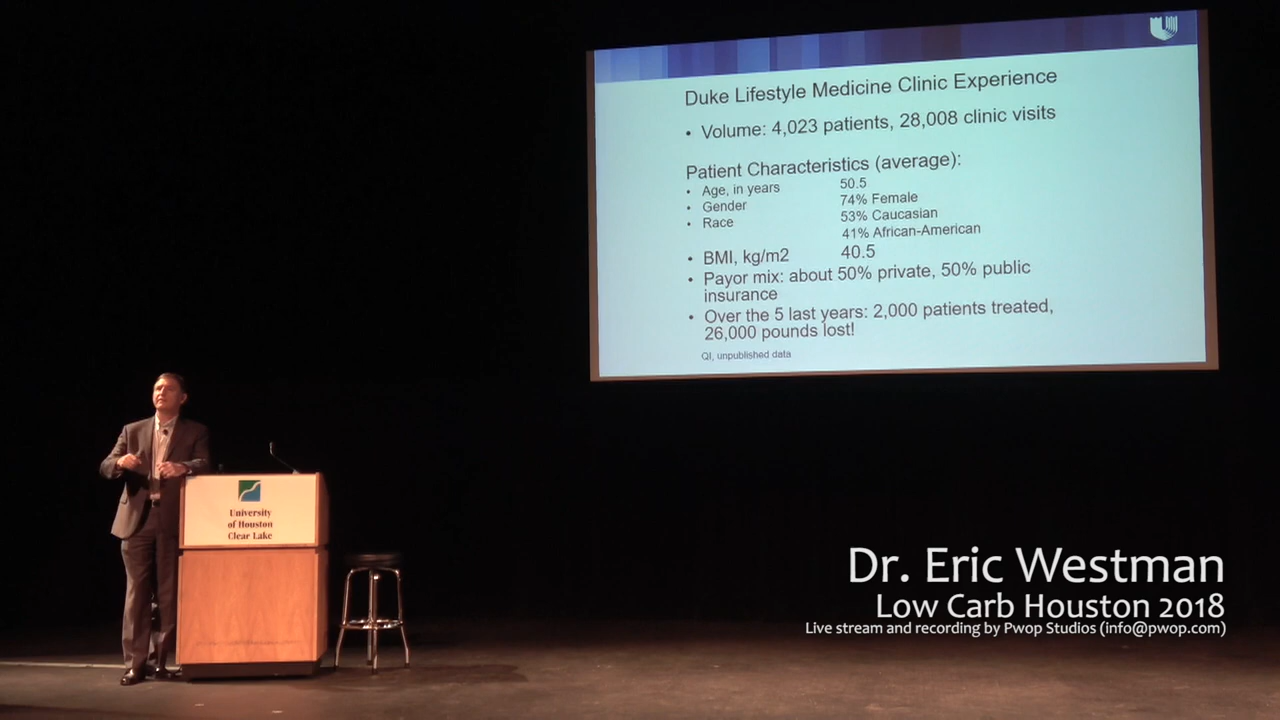 Duke Lifestyle Medicine Clinic Experience
• Volume: 4,023 patients, 28,008 clinic visits
Patient Characteristics (average):
• Age, in years 50.5
• Gender 74% Female
• Race 53% Caucasian
41% African-American
• BMI, kg/m2 40.5
• Payor mix: about 50% private, 50% public
insurance
• Over the 5 last years: 2,000 patients treated,
26,000 pounds lost!
QI, unpublished data
University
of Houston
Clear Lake
Dr. Eric Westman
Low Carb Houston 2018
Live stream and recording by Pwop Studios (info@pwop.com)